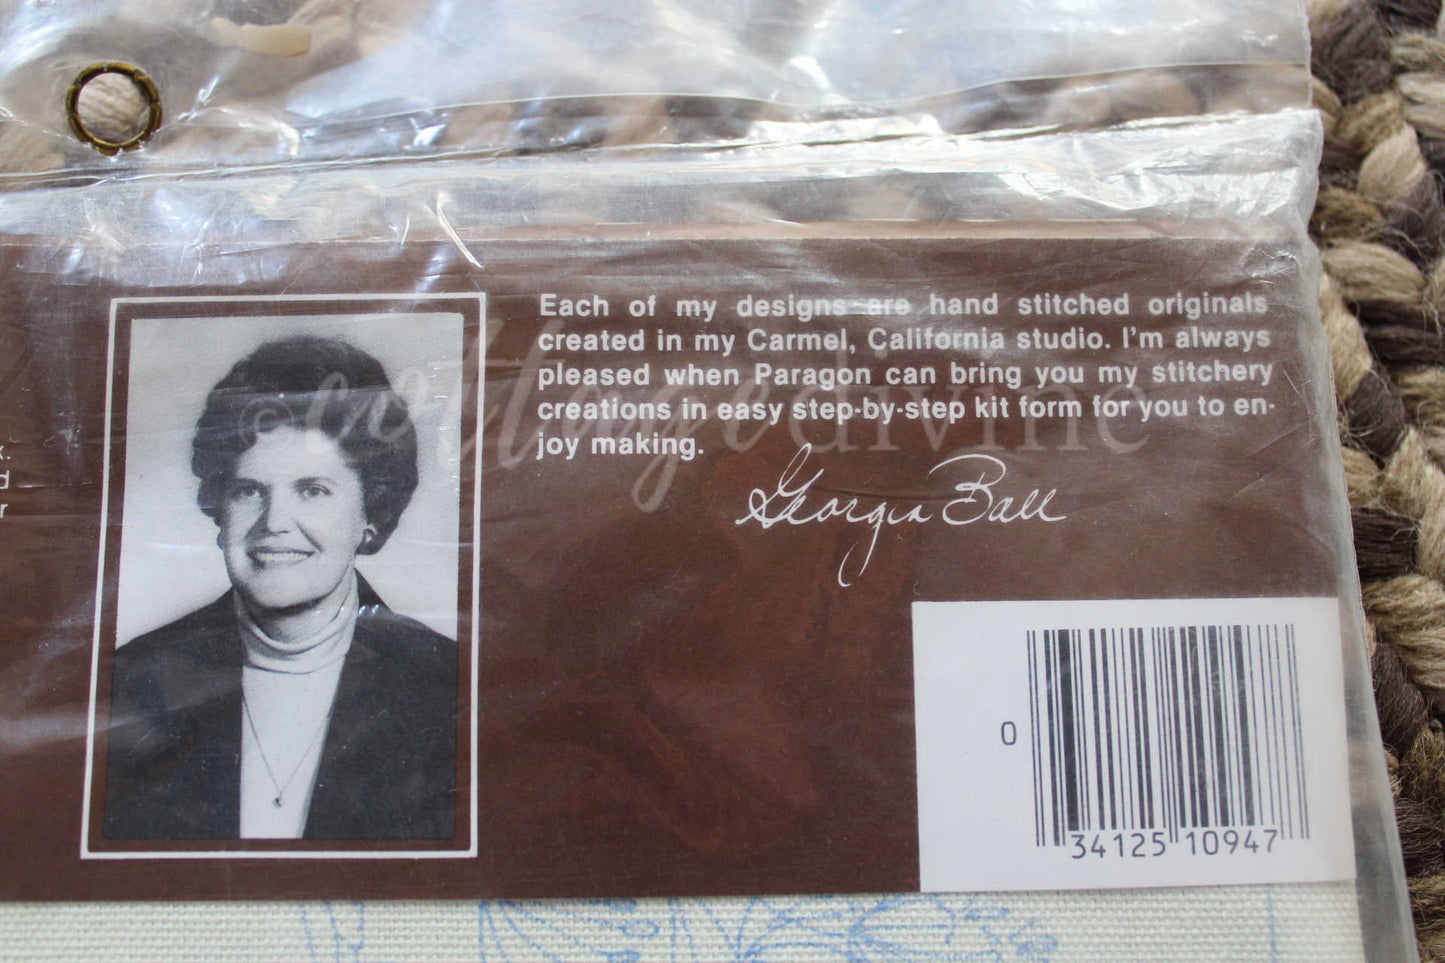 Each of my designs are hand stitched originals
created in my Carmel, California studio. I'm always
pleased when Paragon can bring you my stitchery
creations in easy step-by-step kit form for you to en-
joy making.
Georgia Ball
x.
d
r
© cottagedivine
0
34125 10947